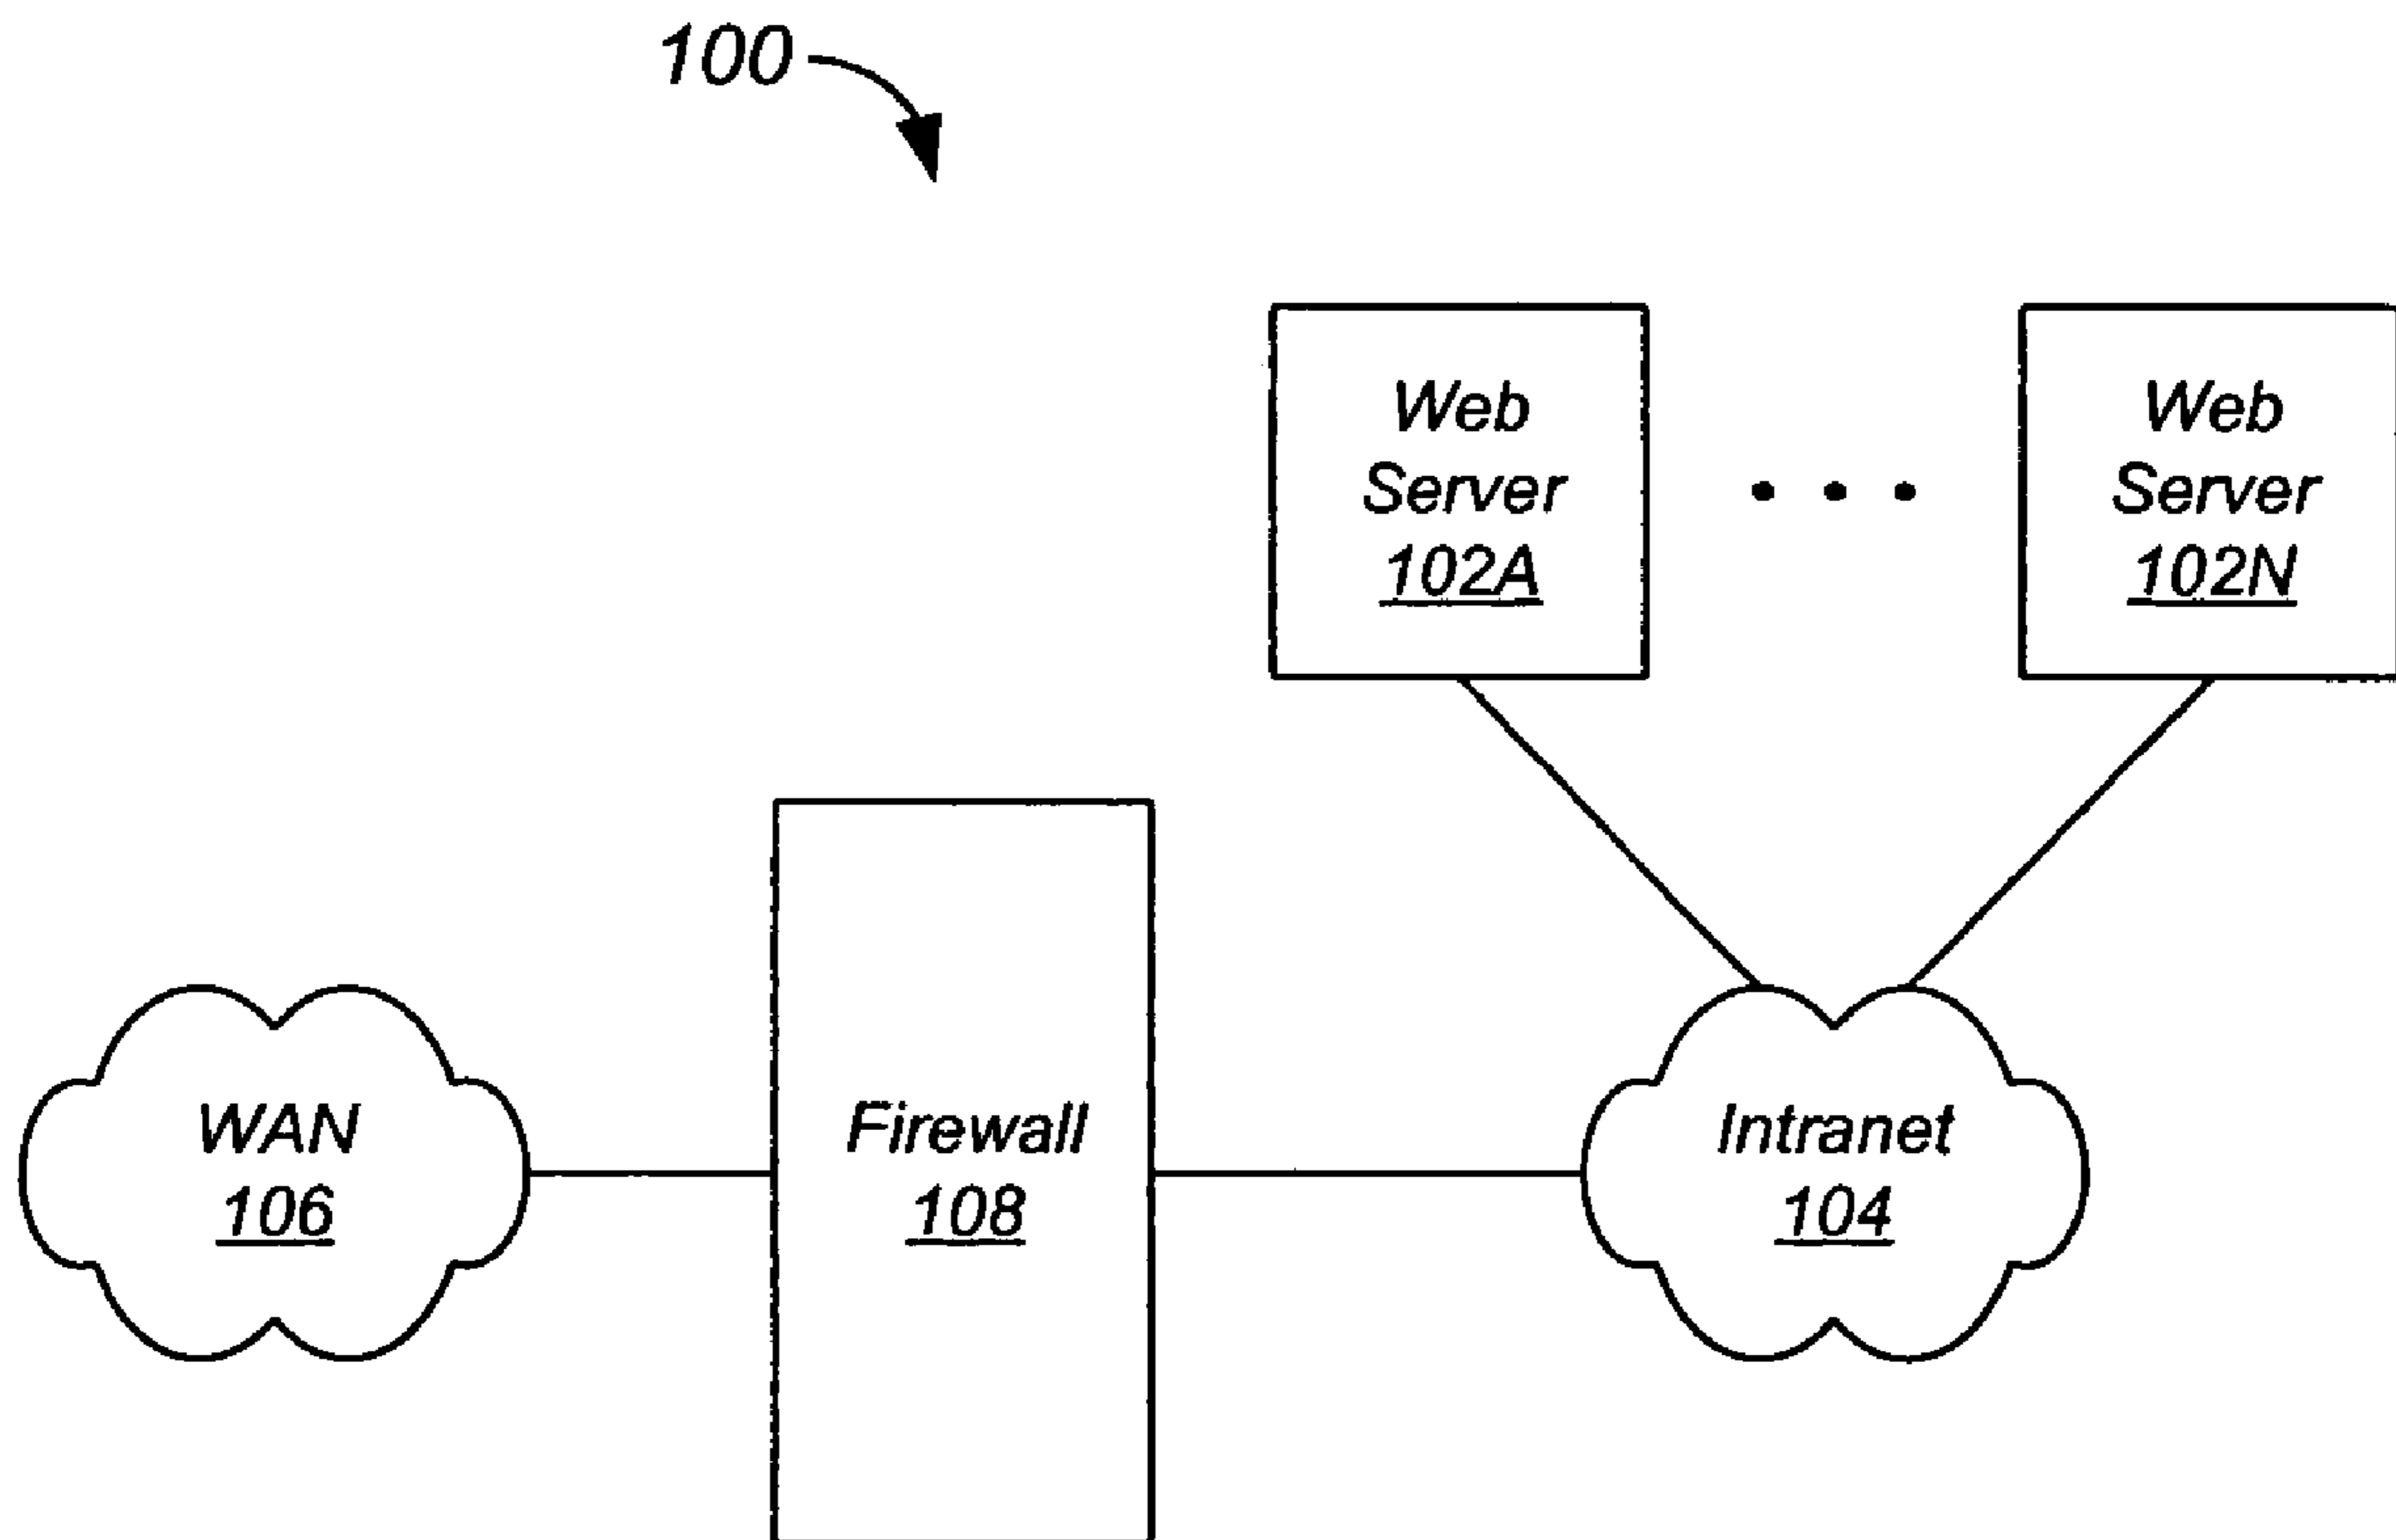 100
Web
Server
102A
Web
Server
102N
WAN
106
Firewall
108
Intranet
104